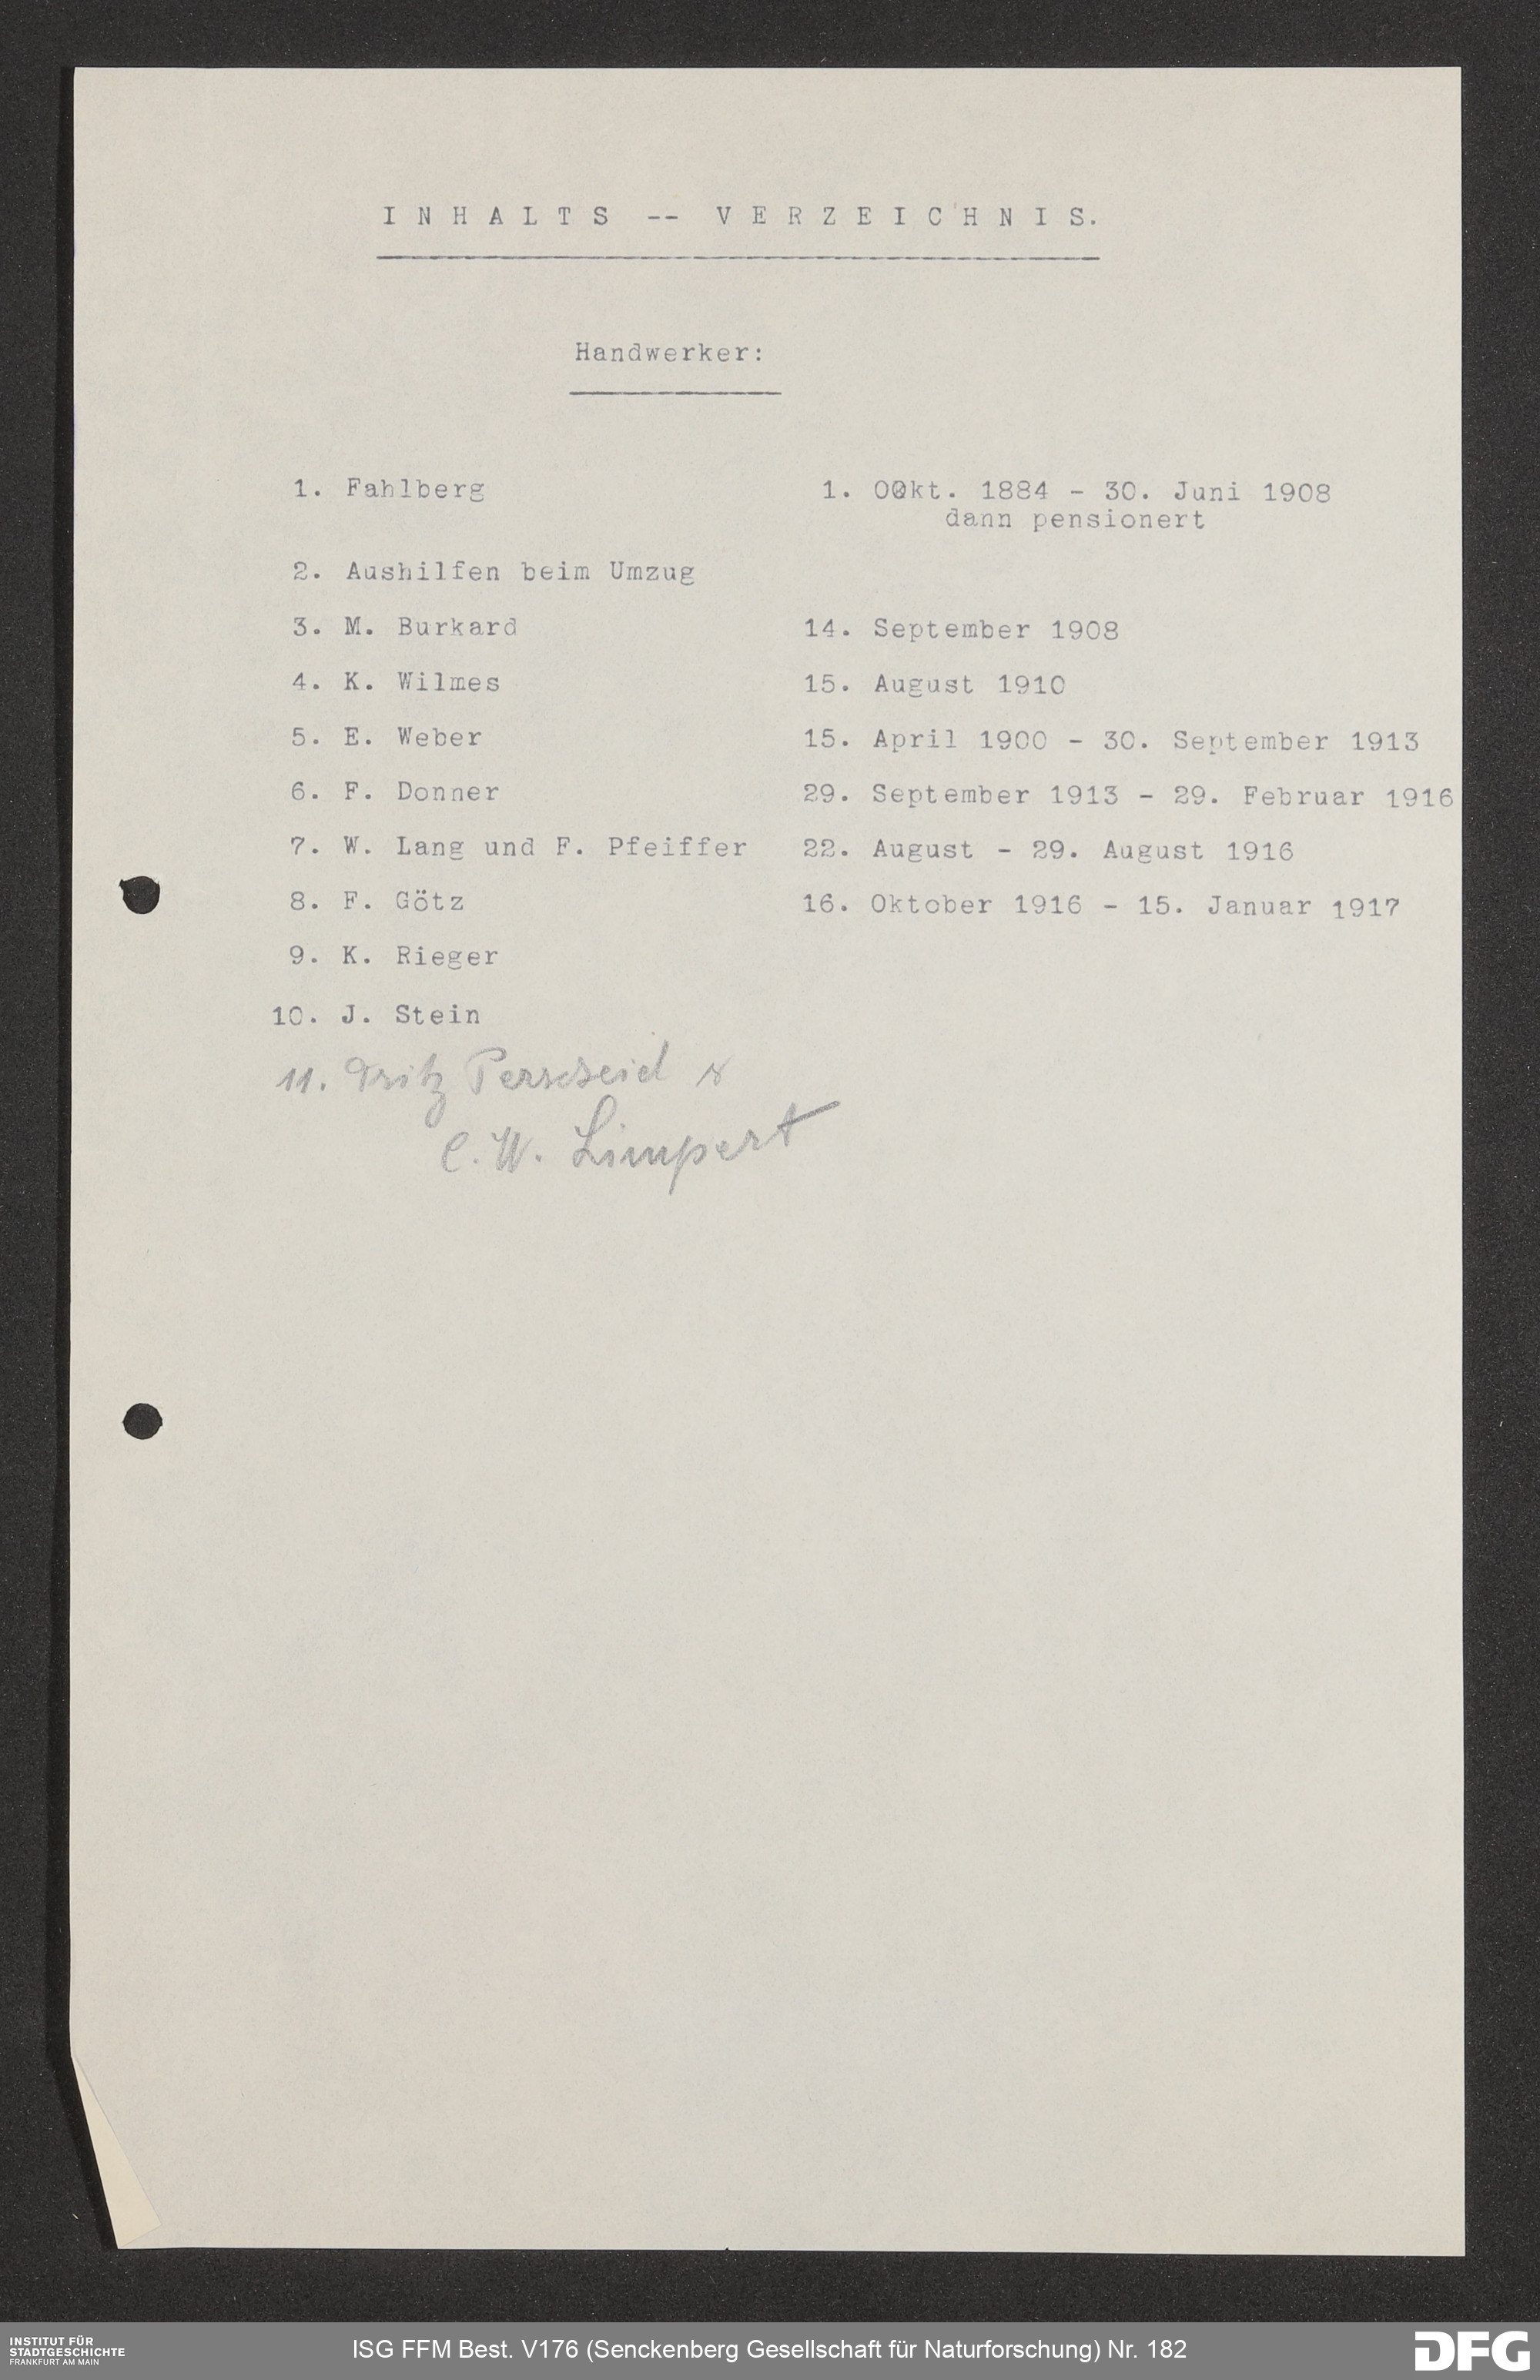 I N H A L T S -- V E R Z E I C H N I S.
Handwerker:
1. Fahlberg 1. OOkt. 1884 - 30. Juni 1908
dann pensionert
2. Aushilfen beim Umzug
3. M. Burkard 14. September 1908
4. K. Wilmes 15. August 1910
5. E. Weber 15. April 1900 - 30. September 1913
6. F. Donner 29. September 1913 - 29. Februar 1916
7. W. Lang und F. Pfeiffer 22. August - 29. August 1916
8. F. Götz 16. Oktober 1916 - 15. Januar 1917
9. K. Rieger
10. J. Stein
11. Fritz Perscheid &
C. W. Limpert
INSTITUT FÜR
STADTGESCHICHTE
FRANKFURT AM MAIN
ISG FFM Best. V176 (Senckenberg Gesellschaft für Naturforschung) Nr. 182
DFG